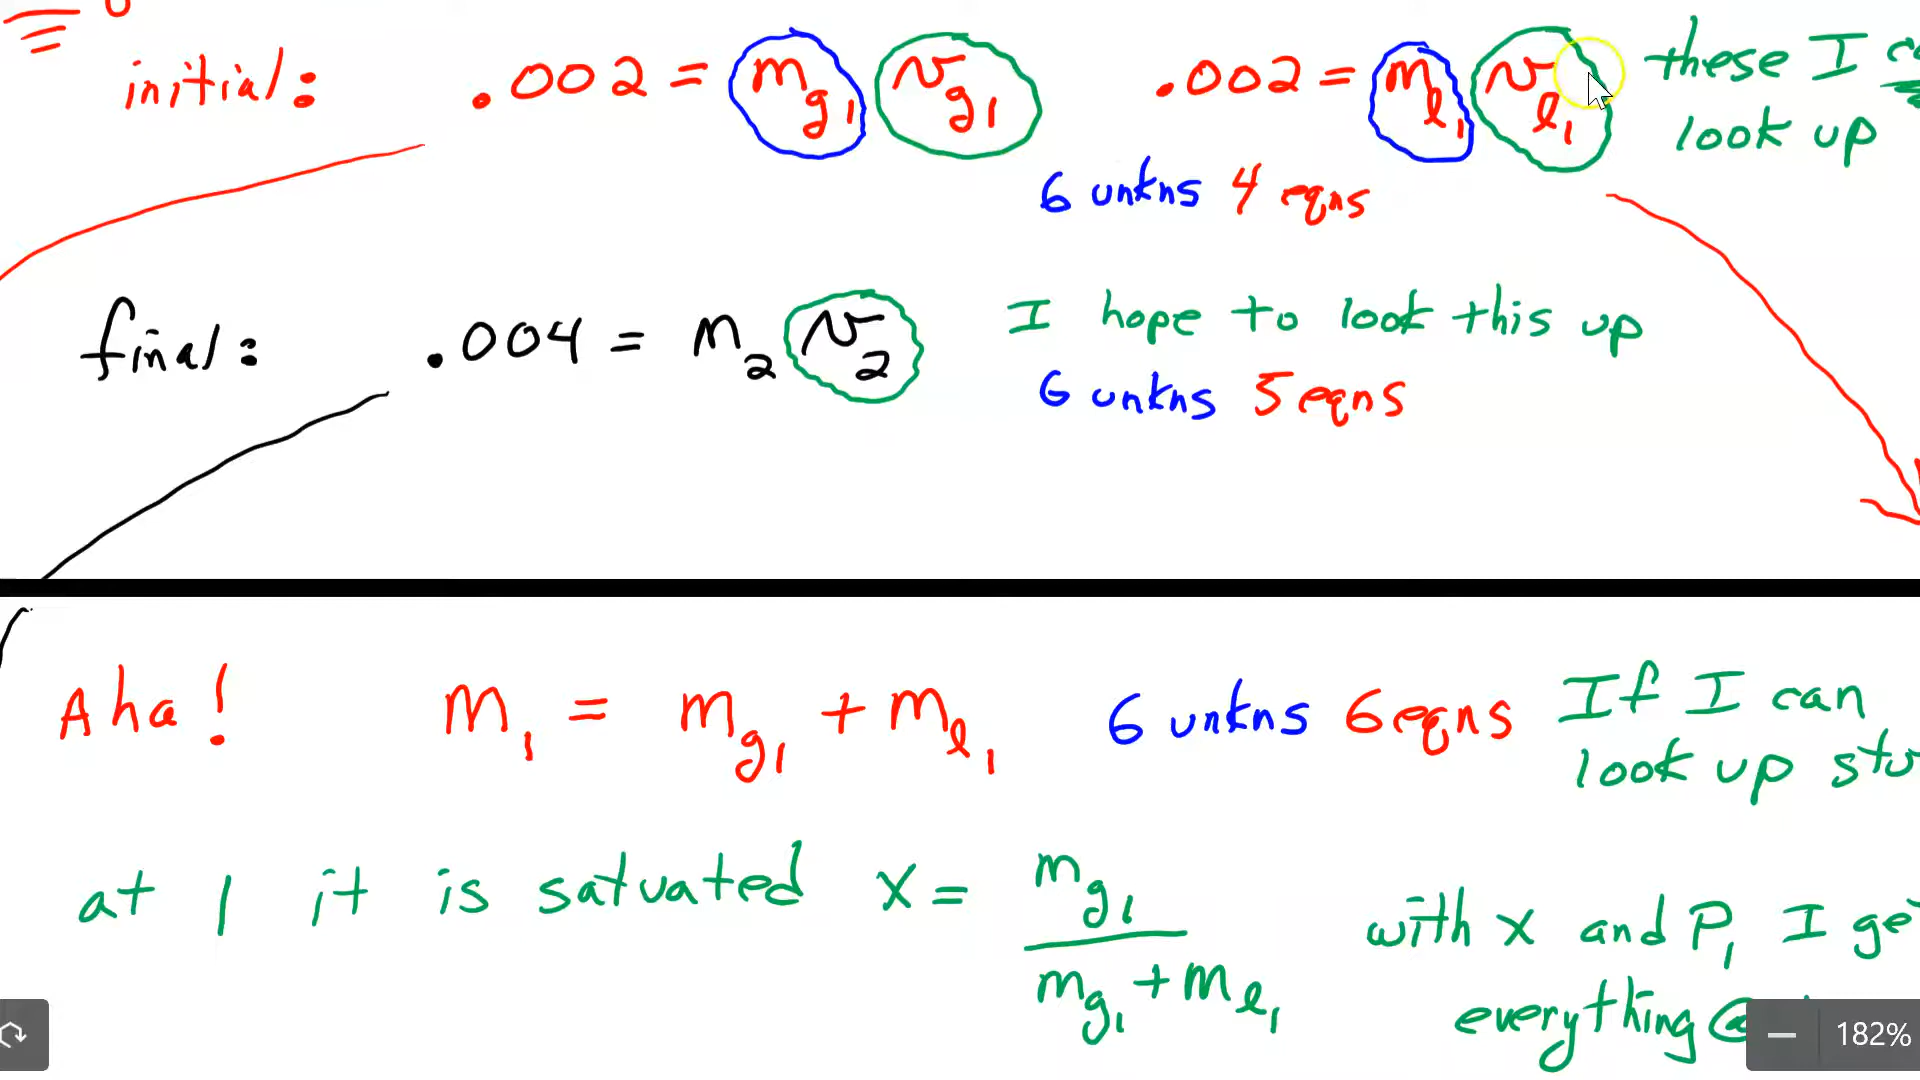 initial: .002 = m g1 v g1 .002 = m l1 v l1 these I
look up
6 unkns 4 eqns
final: .004 = m2 v2 I hope to look this up
6 unkns 5 eqns
Aha! m1 = m g1 + m l1 6 unkns 6 eqns If I can
look up
at 1 it is satuated x = m g1 / m g1 + m l1 with x and P1 I
everything @
182%